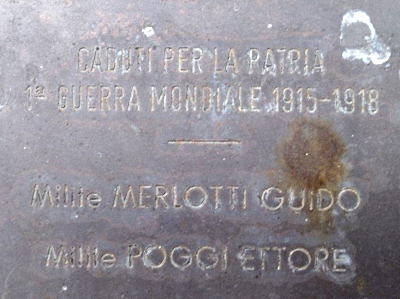 CADUTI PER LA PATRIA
1ª GUERRA MONDIALE 1915-1918
Milite MERLOTTI GUIDO
Milite POGGI ETTORE